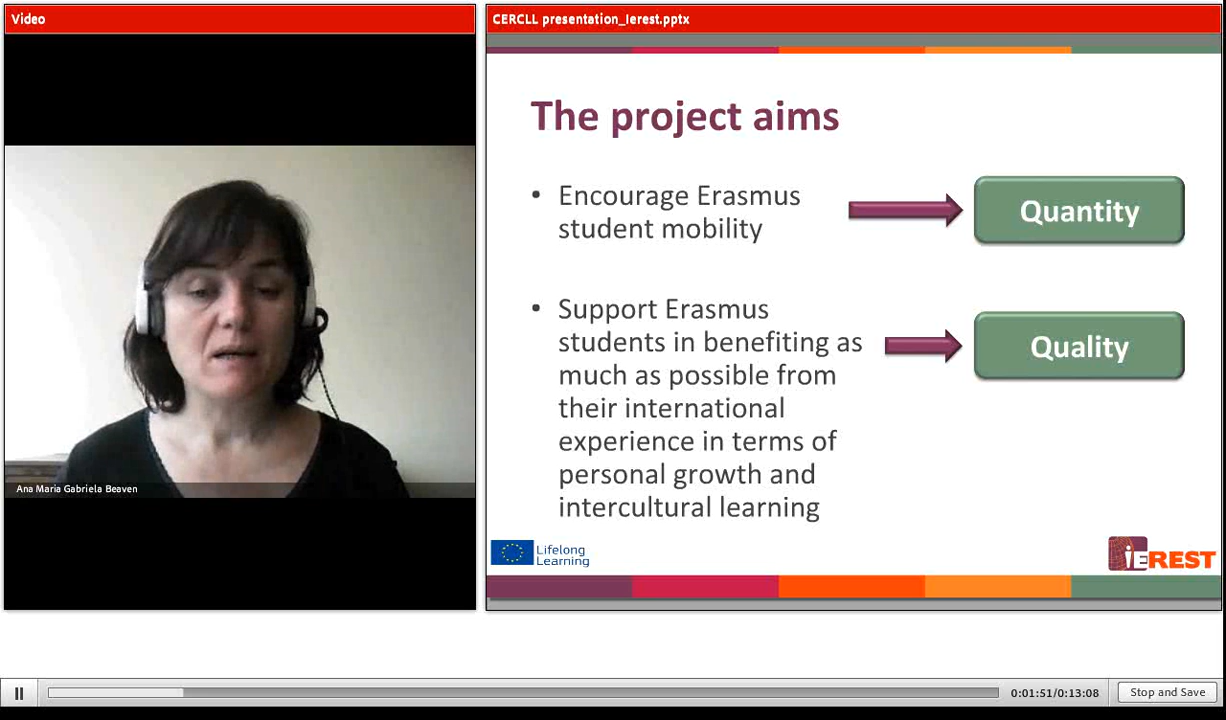 Video
CERCLL presentation_Ierest.pptx
The project aims
• Encourage Erasmus
student mobility
Quantity
• Support Erasmus
students in benefiting as
much as possible from
their international
experience in terms of
personal growth and
intercultural learning
Quality
Ana Maria Gabriela Beaven
Lifelong
Learning
iEREST
0:01:51/0:13:08
Stop and Save